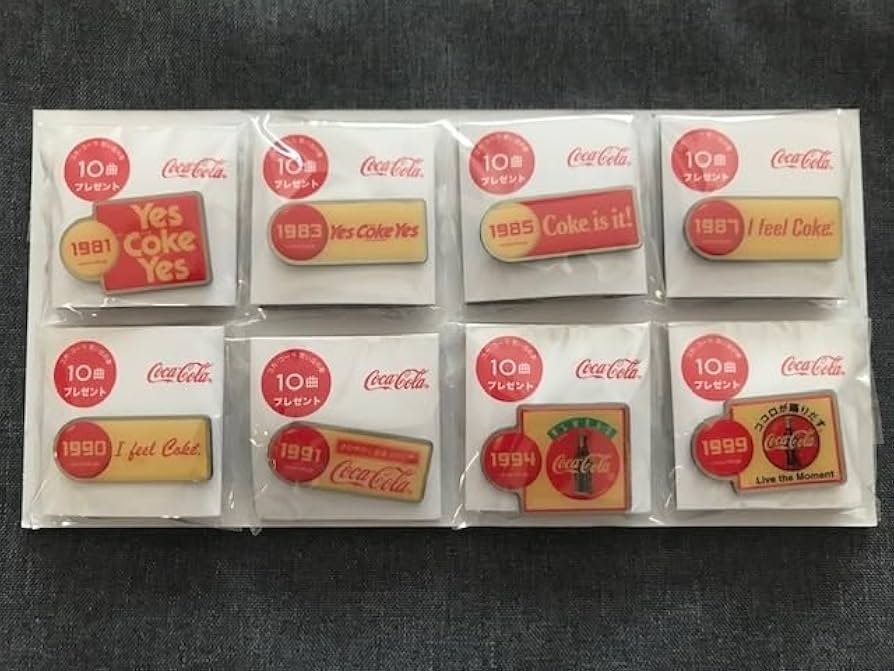 10曲
プレゼント
Coca-Cola
1981
Yes
Coke
Yes
10曲
プレゼント
Coca-Cola
1983
Yes Coke Yes
10曲
プレゼント
Coca-Cola
1985
Coke is it!
10曲
プレゼント
Coca-Cola
1987
I feel Coke.
10曲
プレゼント
Coca-Cola
1990
I feel Coke.
10曲
プレゼント
Coca-Cola
1991
Coca-Cola
10曲
プレゼント
Coca-Cola
1994
Coca-Cola
10曲
プレゼント
Coca-Cola
1999
ココロが踊りだす。
Coca-Cola
Live the Moment